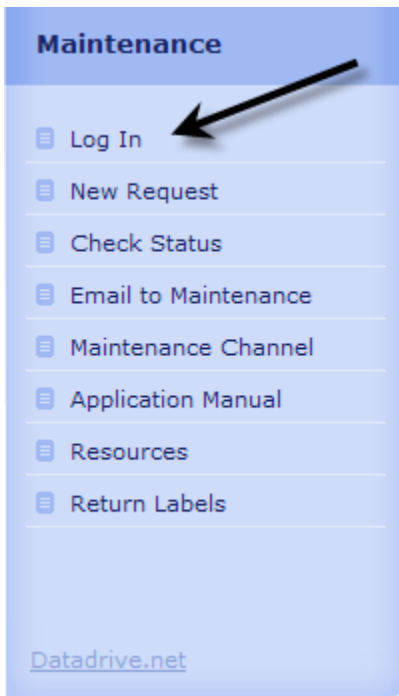 Maintenance
Log In
New Request
Check Status
Email to Maintenance
Maintenance Channel
Application Manual
Resources
Return Labels
Datadrive.net